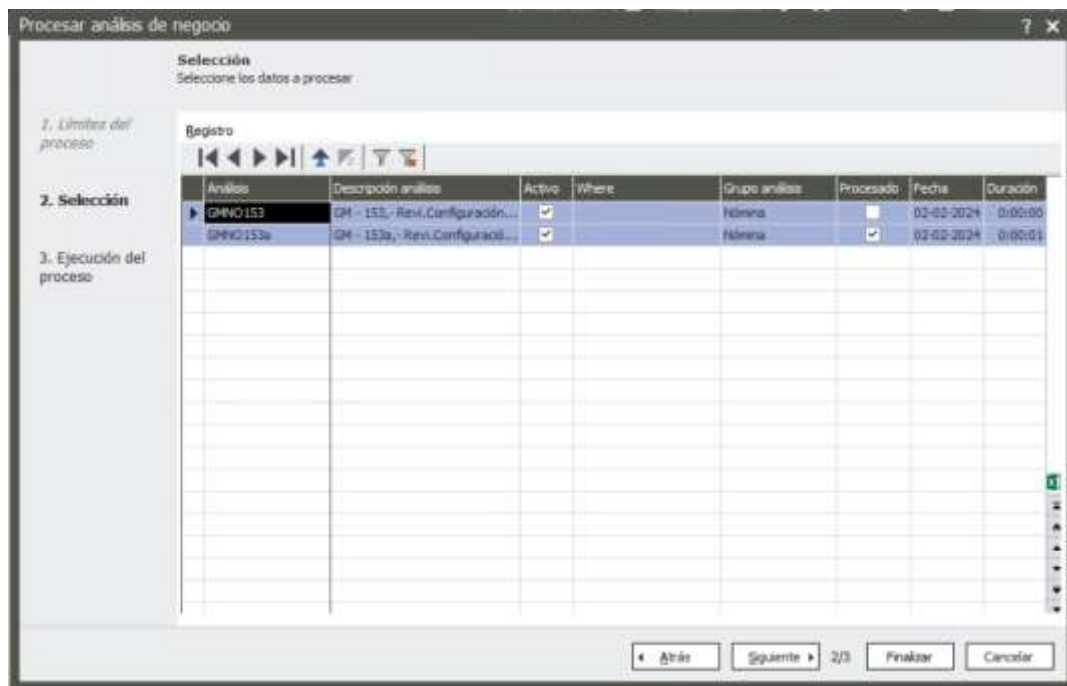 Procesar análisis de negocio ? ×
Selección
Seleccione los datos a procesar
1. Límites del proceso
2. Selección
3. Ejecución del proceso
Registro
Análisis Descripción análisis Activo Where Grupo análisis Procesado Fecha Duración
GMNO153 GM - 153,- Revi.Configuración... Nómina 02-02-2024 0:00:00
GMNO153a GM - 153a,- Revi.Configuració... Nómina 02-02-2024 0:00:01
Atrás Siguiente 2/3 Finalizar Cancelar